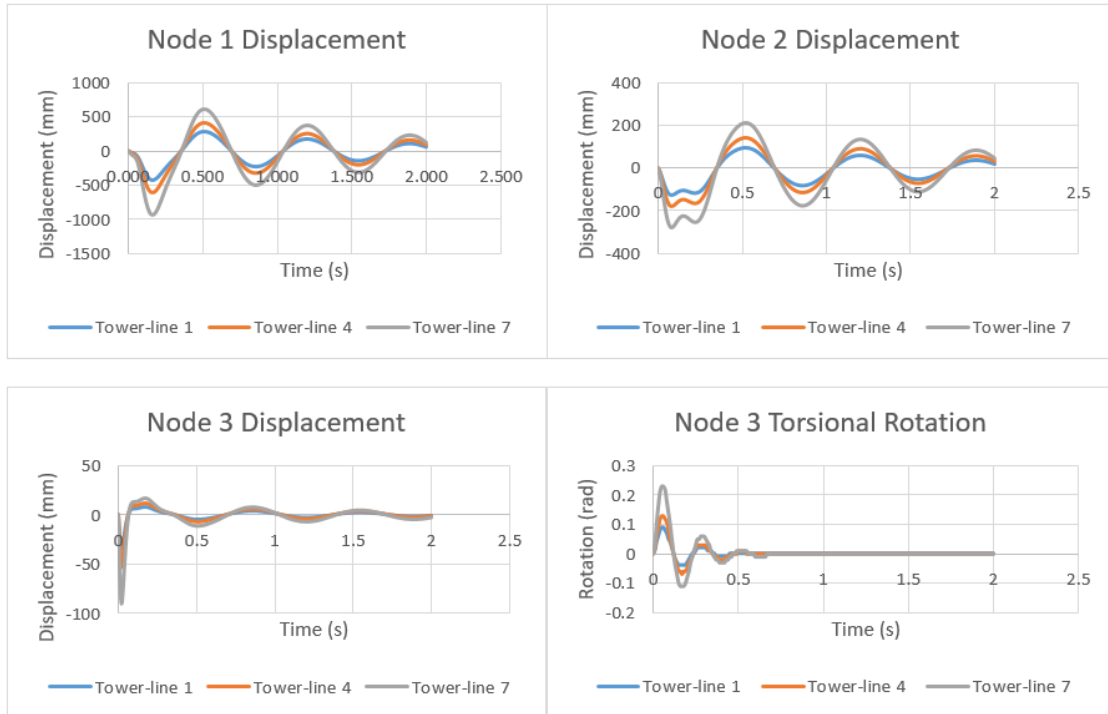 Node 1 Displacement
Displacement (mm)
1000
500
0
-500
-1000
-1500
0.000 0.500 1.000 1.500 2.000 2.500
Time (s)
Tower-line 1 Tower-line 4 Tower-line 7
Node 2 Displacement
Displacement (mm)
400
200
0
-200
-400
0 0.5 1 1.5 2 2.5
Time (s)
Tower-line 1 Tower-line 4 Tower-line 7
Node 3 Displacement
Displacement (mm)
50
0
-50
-100
0 0.5 1 1.5 2 2.5
Time (s)
Tower-line 1 Tower-line 4 Tower-line 7
Node 3 Torsional Rotation
Rotation (rad)
0.3
0.2
0.1
0
-0.1
-0.2
0 0.5 1 1.5 2 2.5
Time (s)
Tower-line 1 Tower-line 4 Tower-line 7